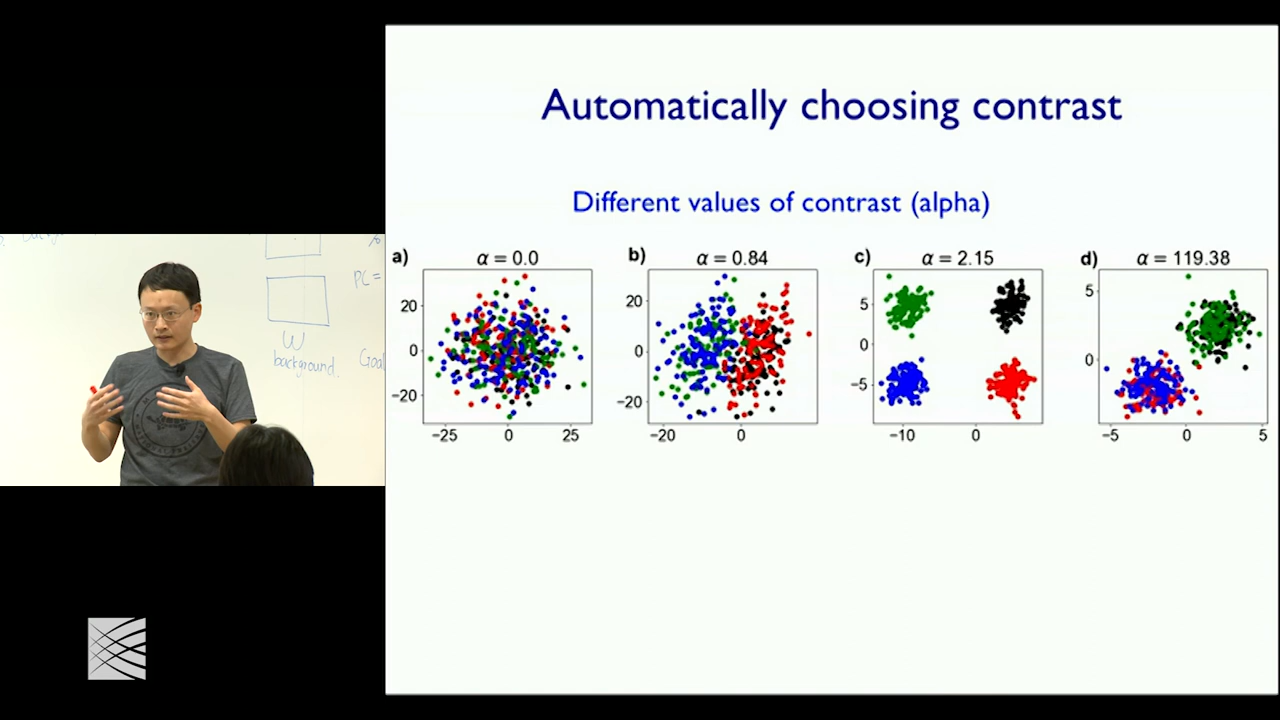 Automatically choosing contrast
Different values of contrast (alpha)
a) α = 0.0
20
0
−20
−25 0 25
b) α = 0.84
20
0
−20
−20 0
c) α = 2.15
5
0
−5
−10 0
d) α = 119.38
5
0
−5 0 5
%
PC =
W
background.
Goal